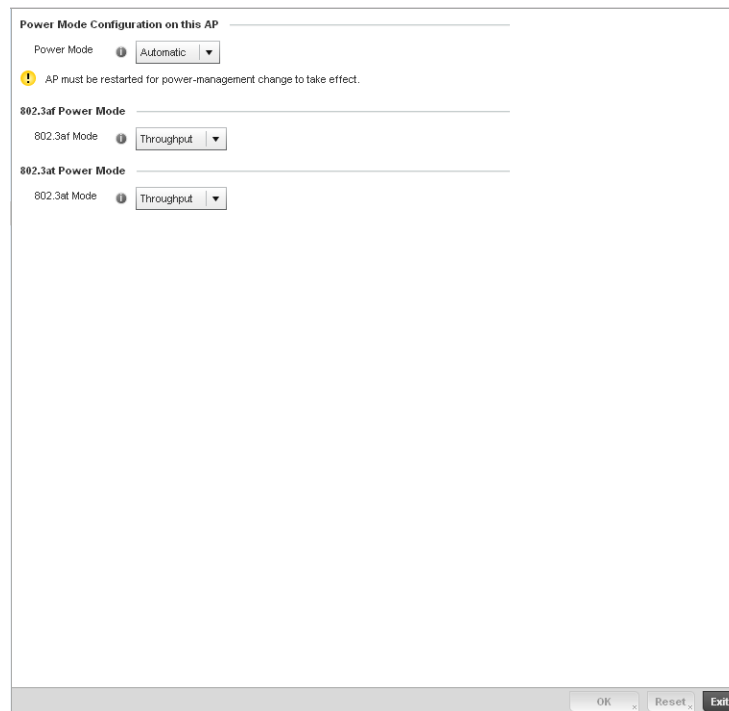 Power Mode Configuration on this AP
Power Mode Automatic
AP must be restarted for power-management change to take effect.
802.3af Power Mode
802.3af Mode Throughput
802.3at Power Mode
802.3at Mode Throughput
OK Reset Exit